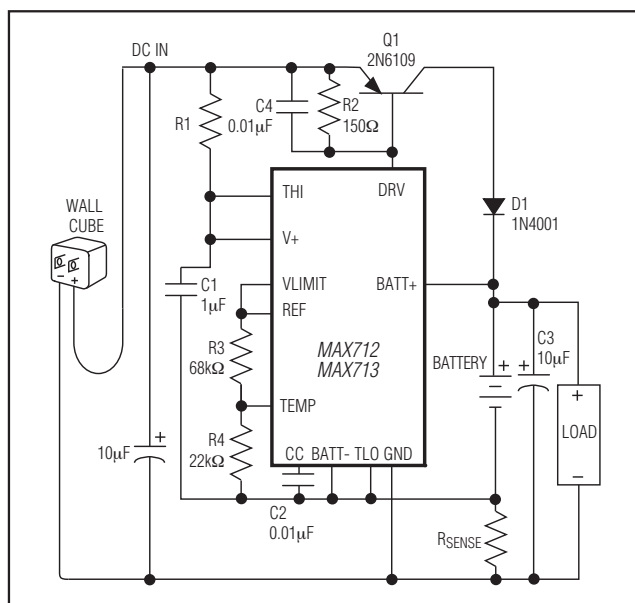 Q1
2N6109
DC IN
C4
0.01μF
R2
150Ω
R1
THI
DRV
WALL
CUBE
D1
1N4001
V+
VLIMIT
BATT+
C1
1μF
REF
R3
68kΩ
MAX712
MAX713
BATTERY
C3
10μF
TEMP
LOAD
R4
22kΩ
10μF
CC BATT- TLO GND
C2
0.01μF
RSENSE